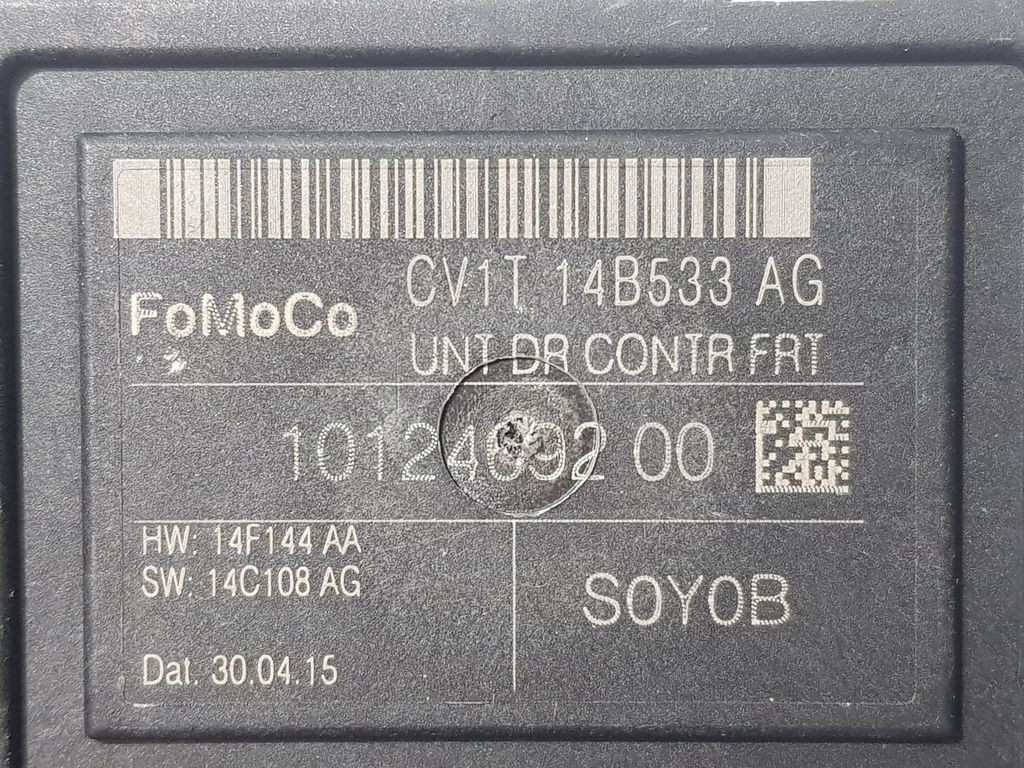 CV1T 14B533 AG
FoMoCo
UNT DR CONTR FRT
00
HW: 14F144 AA
SW: 14C108 AG
S0Y0B
Dat. 30.04.15